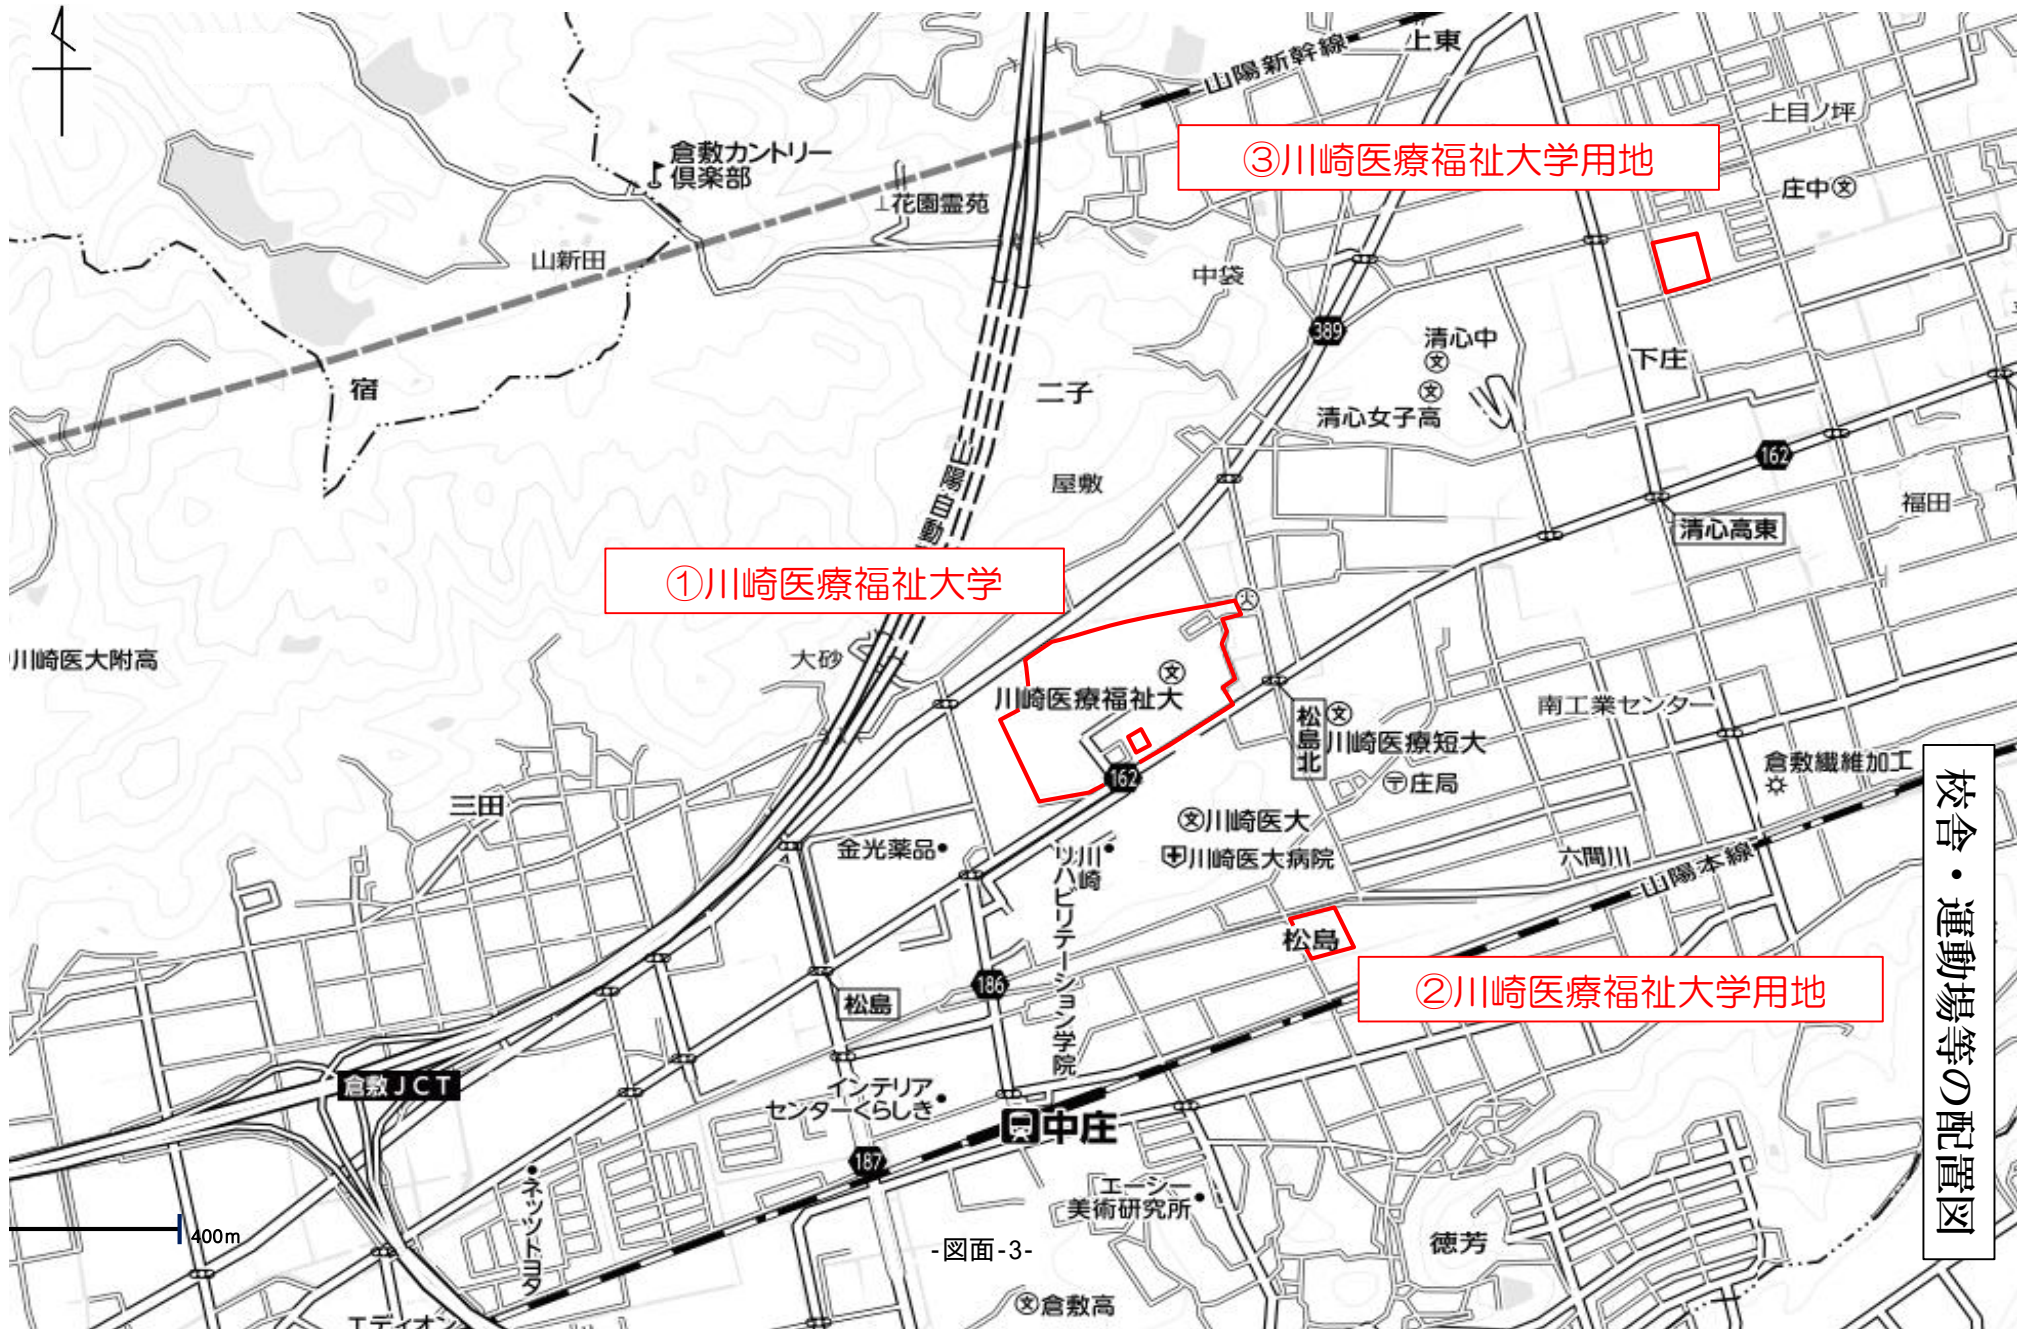 山陽新幹線
上東
上目ノ坪
③川崎医療福祉大学用地
倉敷カントリー
倶楽部
庄中
花園霊苑
山新田
中袋
389
清心中
下庄
宿
二子
清心女子高
162
山陽自動
屋敷
福田
清心高東
①川崎医療福祉大学
川崎医大附高
大砂
川崎医療福祉大
松島北
川崎医療短大
南工業センター
倉敷繊維加工
162
庄局
三田
川崎医大
金光薬品
川崎
リハビリテーション学院
川崎医大病院
六間川
山陽本線
校舎・運動場等の配置図
松島
②川崎医療福祉大学用地
186
松島
倉敷JCT
インテリア
センターくらしき
中庄
187
ネッツトヨタ
エーシー
美術研究所
徳芳
400m
-図面-3-
倉敷高
エディオン